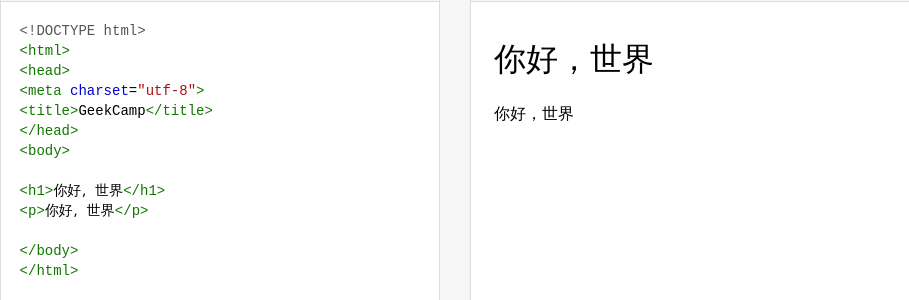 <!DOCTYPE html>
<html>
<head>
<meta charset="utf-8">
<title>GeekCamp</title>
</head>
<body>
<h1>你好，世界</h1>
<p>你好，世界</p>
</body>
</html>
你好，世界
你好，世界